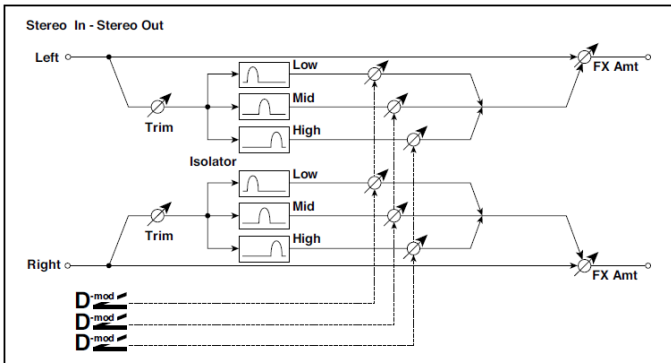 Stereo In - Stereo Out
Left
FX Amt
Low
Mid
Trim
High
Isolator
Low
Mid
Trim
High
Right
FX Amt
D-mod
D-mod
D-mod